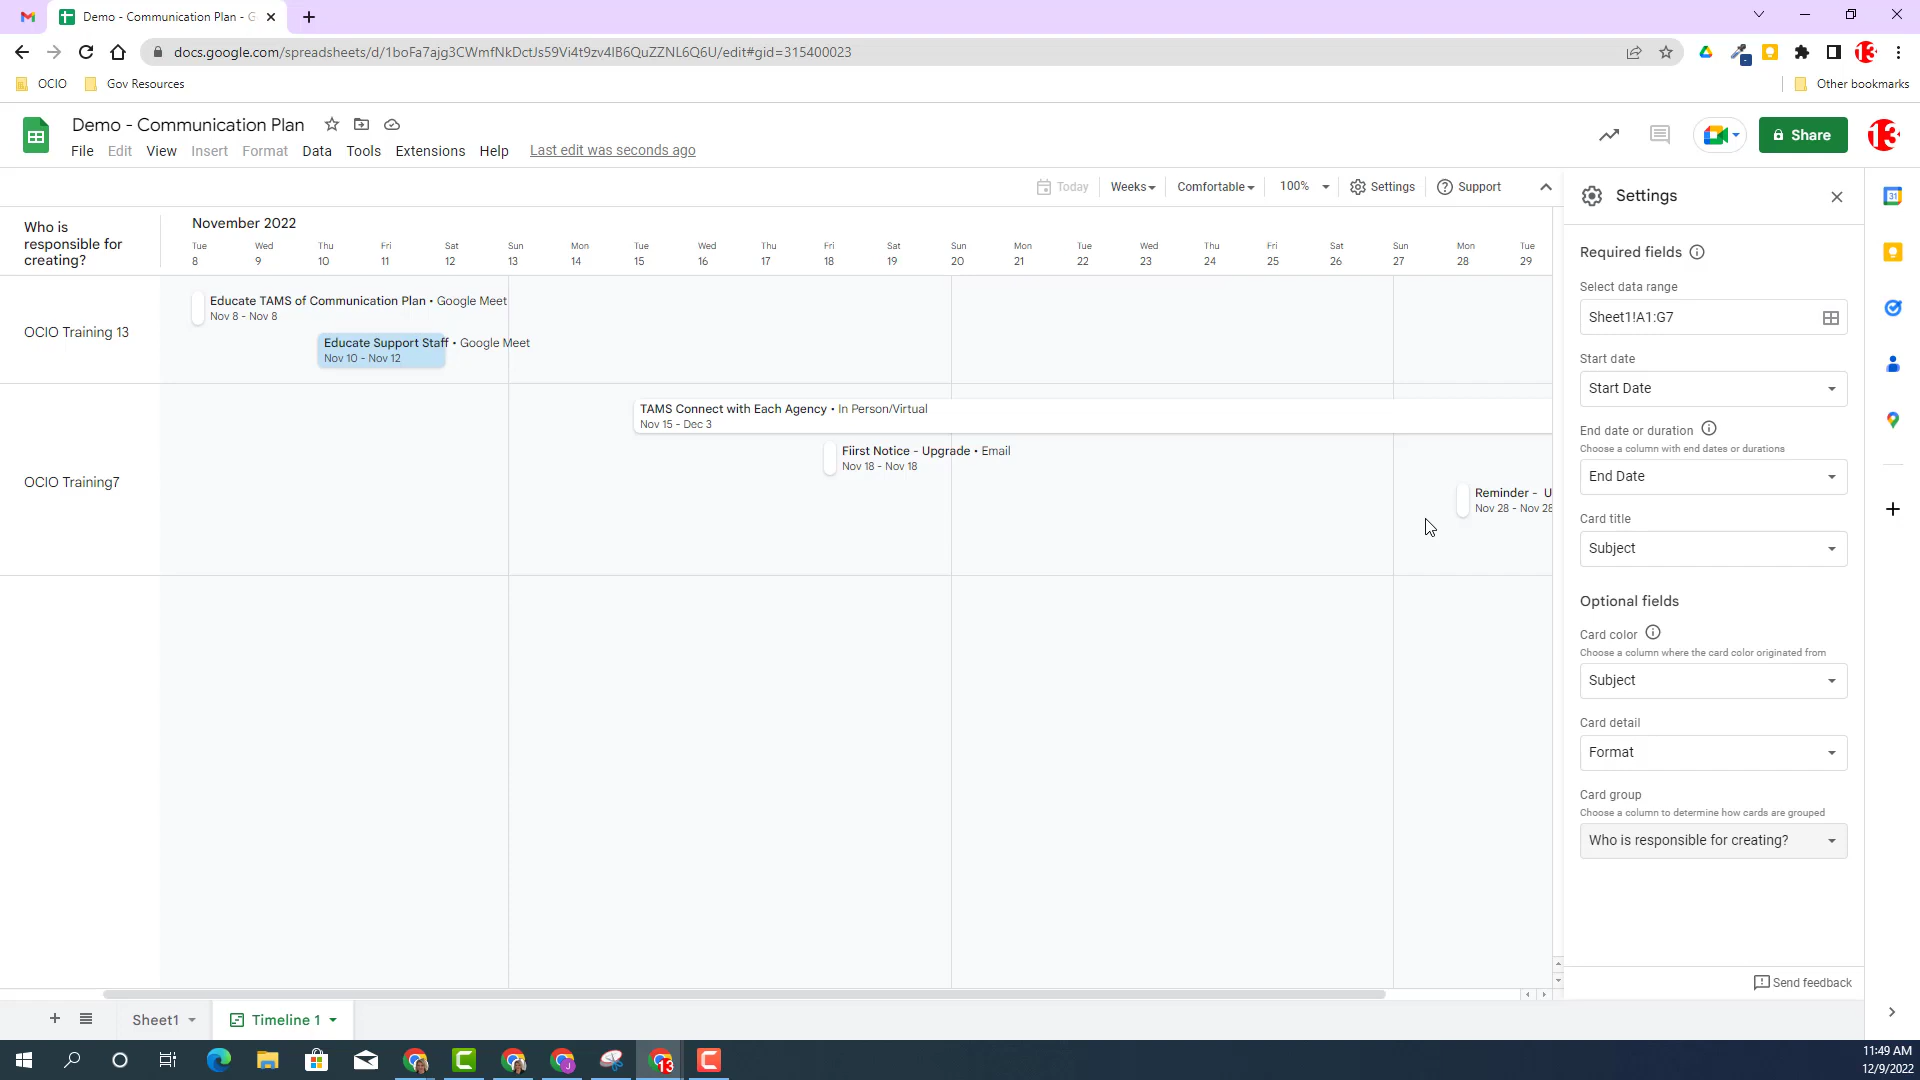 Demo - Communication Plan - G
docs.google.com/spreadsheets/d/1boFa7ajg3CWmfNkDctJs59Vi4t9zv4lB6QuZZNL6Q6U/edit#gid=315400023
13
OCIO
Gov Resources
Other bookmarks
Demo - Communication Plan
File Edit View Insert Format Data Tools Extensions Help Last edit was seconds ago
Share
13
Today Weeks Comfortable 100% Settings Support
Who is
responsible for
creating?
November 2022
Tue Wed Thu Fri Sat Sun Mon Tue Wed Thu Fri Sat Sun Mon Tue Wed Thu Fri Sat Sun Mon Tue
8 9 10 11 12 13 14 15 16 17 18 19 20 21 22 23 24 25 26 27 28 29
OCIO Training 13
Educate TAMS of Communication Plan • Google Meet
Nov 8 - Nov 8
Educate Support Staff • Google Meet
Nov 10 - Nov 12
OCIO Training7
TAMS Connect with Each Agency • In Person/Virtual
Nov 15 - Dec 3
Fiirst Notice - Upgrade • Email
Nov 18 - Nov 18
Reminder - U
Nov 28 - Nov 28
Settings
Required fields
Select data range
Sheet1!A1:G7
Start date
Start Date
End date or duration
Choose a column with end dates or durations
End Date
Card title
Subject
Optional fields
Card color
Choose a column where the card color originated from
Subject
Card detail
Format
Card group
Choose a column to determine how cards are grouped
Who is responsible for creating?
Send feedback
31
Sheet1
Timeline 1
13
11:49 AM
12/9/2022